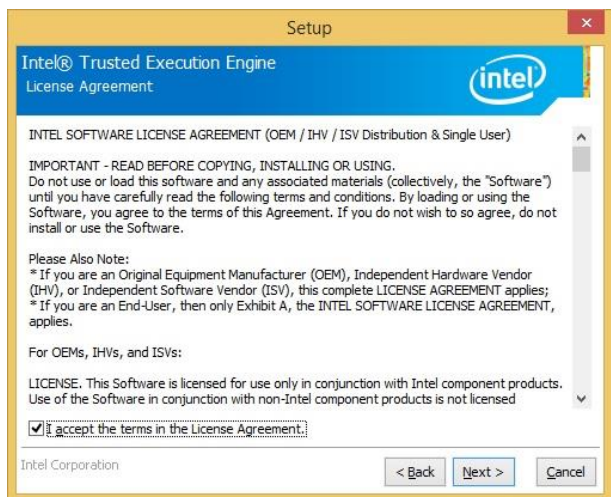 Setup
Intel® Trusted Execution Engine
License Agreement
intel
INTEL SOFTWARE LICENSE AGREEMENT (OEM / IHV / ISV Distribution & Single User)
IMPORTANT - READ BEFORE COPYING, INSTALLING OR USING.
Do not use or load this software and any associated materials (collectively, the "Software")
until you have carefully read the following terms and conditions. By loading or using the
Software, you agree to the terms of this Agreement. If you do not wish to so agree, do not
install or use the Software.
Please Also Note:
* If you are an Original Equipment Manufacturer (OEM), Independent Hardware Vendor
(IHV), or Independent Software Vendor (ISV), this complete LICENSE AGREEMENT applies;
* If you are an End-User, then only Exhibit A, the INTEL SOFTWARE LICENSE AGREEMENT,
applies.
For OEMs, IHVs, and ISVs:
LICENSE. This Software is licensed for use only in conjunction with Intel component products.
Use of the Software in conjunction with non-Intel component products is not licensed
I accept the terms in the License Agreement.
Intel Corporation
< Back
Next >
Cancel